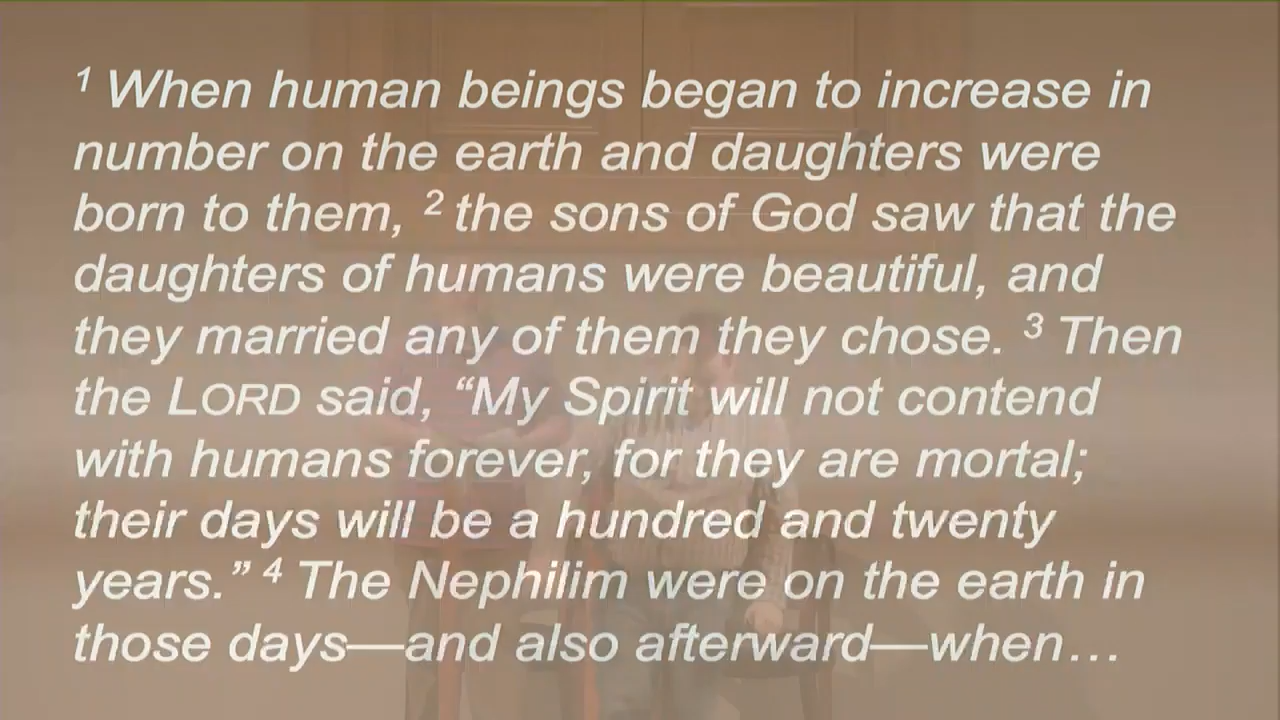 ¹ When human beings began to increase in
number on the earth and daughters were
born to them, ² the sons of God saw that the
daughters of humans were beautiful, and
they married any of them they chose. ³ Then
the LORD said, “My Spirit will not contend
with humans forever, for they are mortal;
their days will be a hundred and twenty
years.” ⁴ The Nephilim were on the earth in
those days—and also afterward—when…